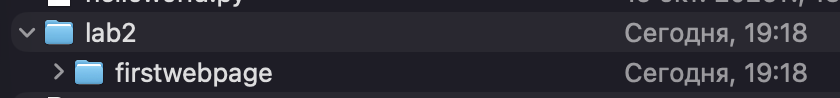 lab2 Сегодня, 19:18
firstwebpage Сегодня, 19:18